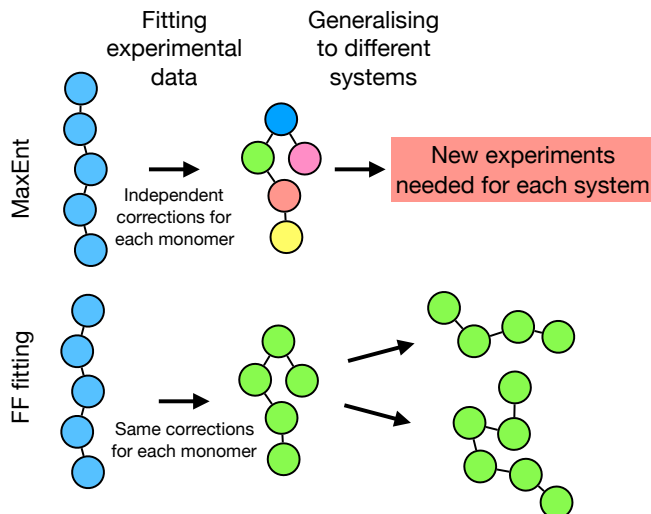 Fitting
experimental
data
Generalising
to different
systems
MaxEnt
Independent
corrections for
each monomer
New experiments
needed for each system
FF fitting
Same corrections
for each monomer